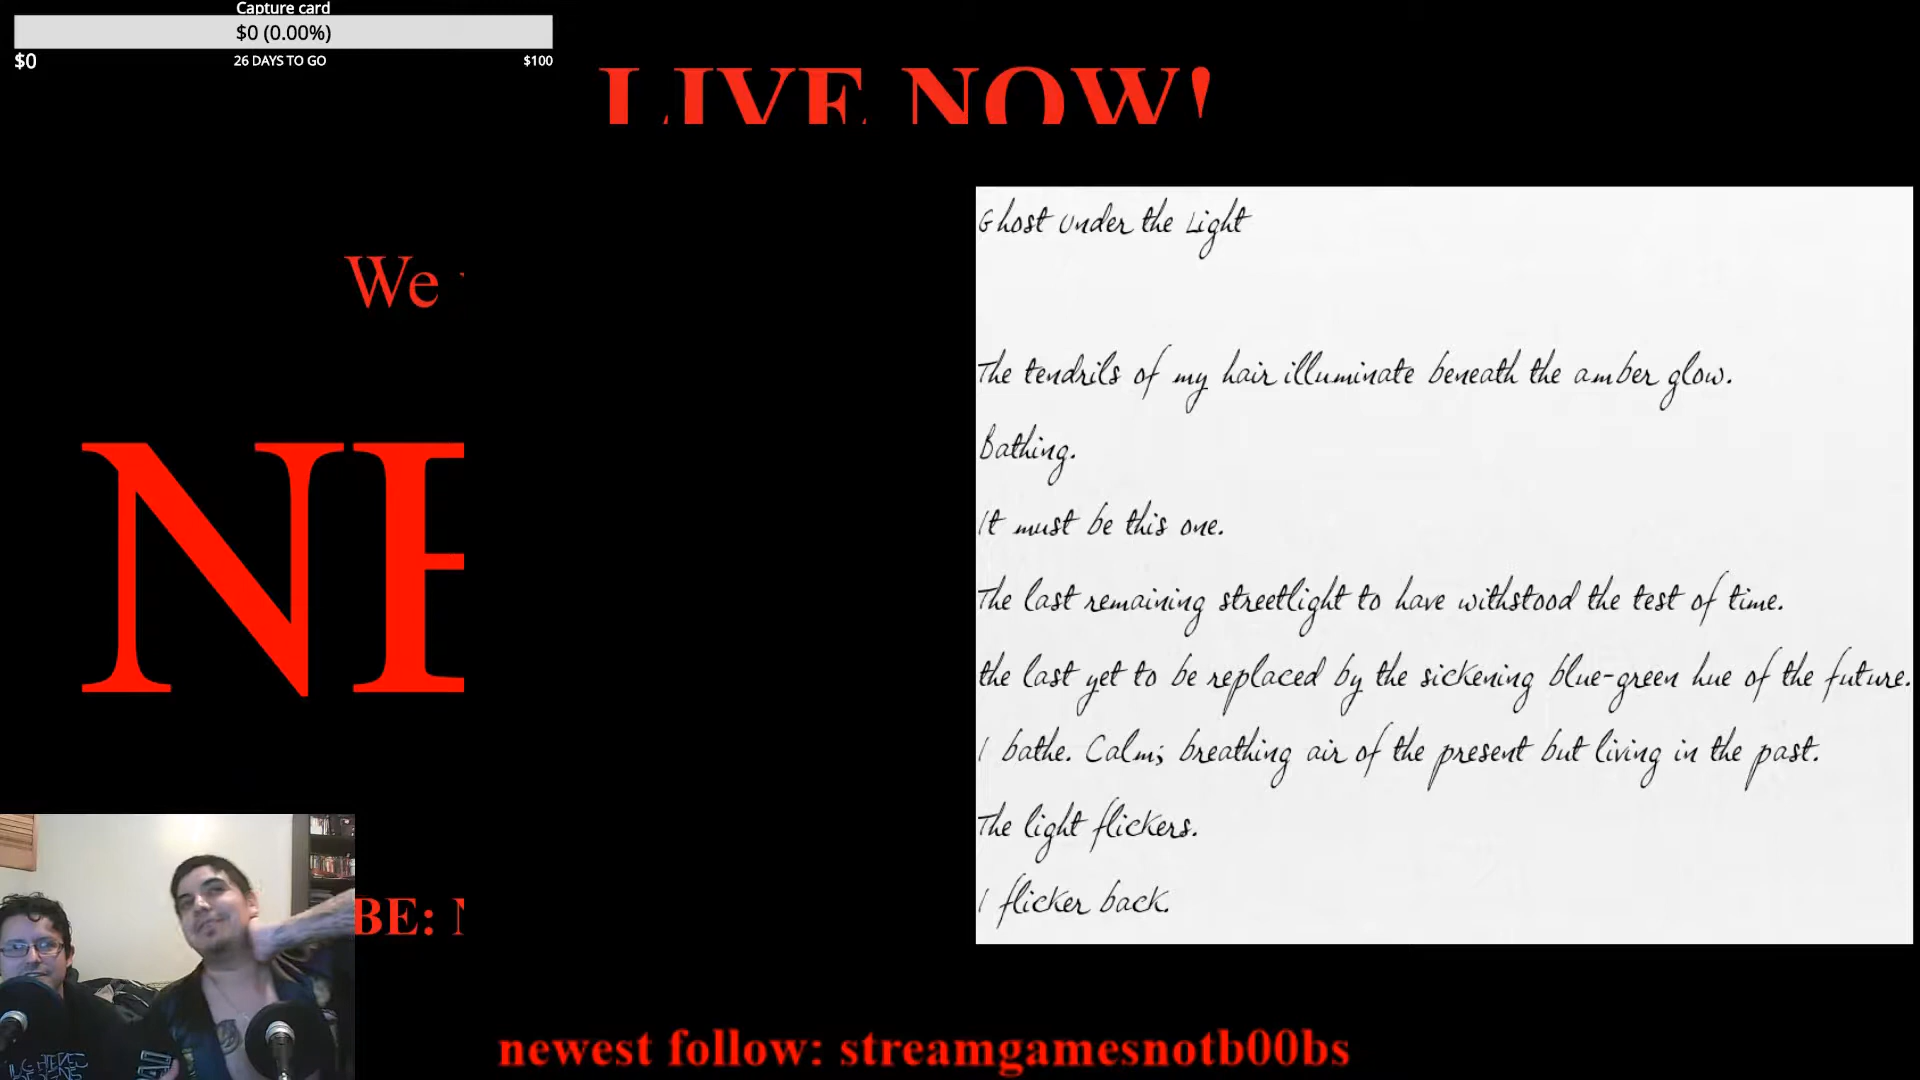 Capture card
$0 (0.00%)
$0 26 DAYS TO GO $100
LIVE NOW!
We
Ghost Under the Light
The tendrils of my hair illuminate beneath the amber glow.
Bathing.
It must be this one.
The last remaining streetlight to have withstood the test of time.
the last yet to be replaced by the sickening blue-green hue of the future.
I bathe. Calm; breathing air of the present but living in the past.
The light flickers.
I flicker back.
BE:
newest follow: streamgamesnotb00bs